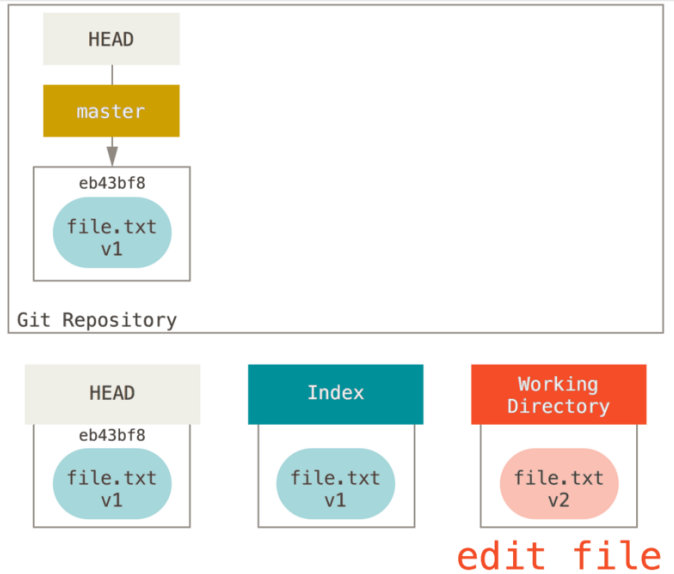 HEAD
master
eb43bf8
file.txt
v1
Git Repository
HEAD
Index
Working
Directory
eb43bf8
file.txt
v1
file.txt
v1
file.txt
v2
edit file